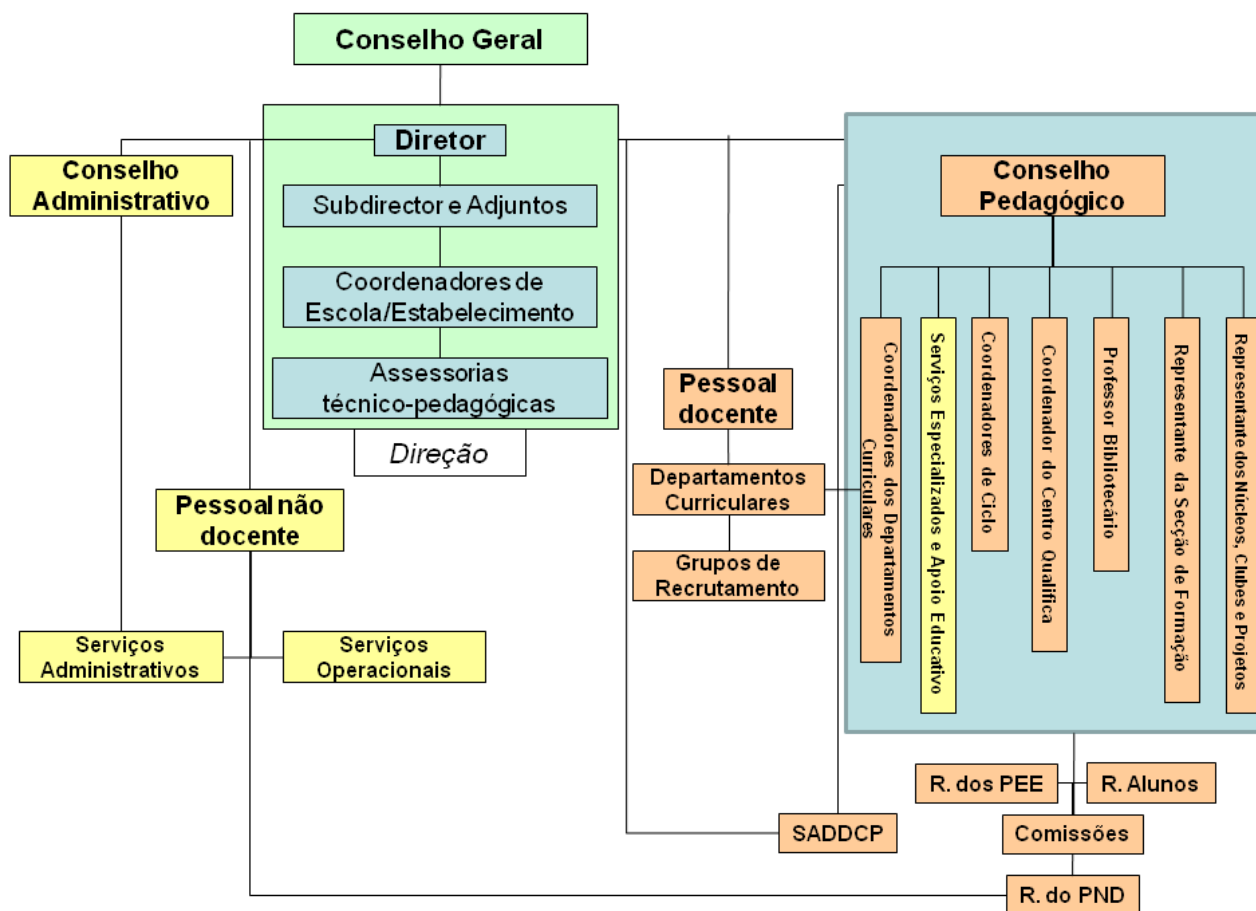 Conselho Geral
Diretor
Conselho
Administrativo
Subdirector e Adjuntos
Coordenadores de
Escola/Estabelecimento
Assessorias
técnico-pedagógicas
Direção
Pessoal não
docente
Serviços
Administrativos
Serviços
Operacionais
Pessoal
docente
Departamentos
Curriculares
Grupos de
Recrutamento
Conselho
Pedagógico
Coordenadores dos Departamentos
Curriculares
Serviços Especializados e Apoio Educativo
Coordenadores de Ciclo
Coordenador do Centro Qualifica
Professor Bibliotecário
Representante da Secção de Formação
Representante dos Núcleos, Clubes e Projetos
R. dos PEE
R. Alunos
SADDCP
Comissões
R. do PND